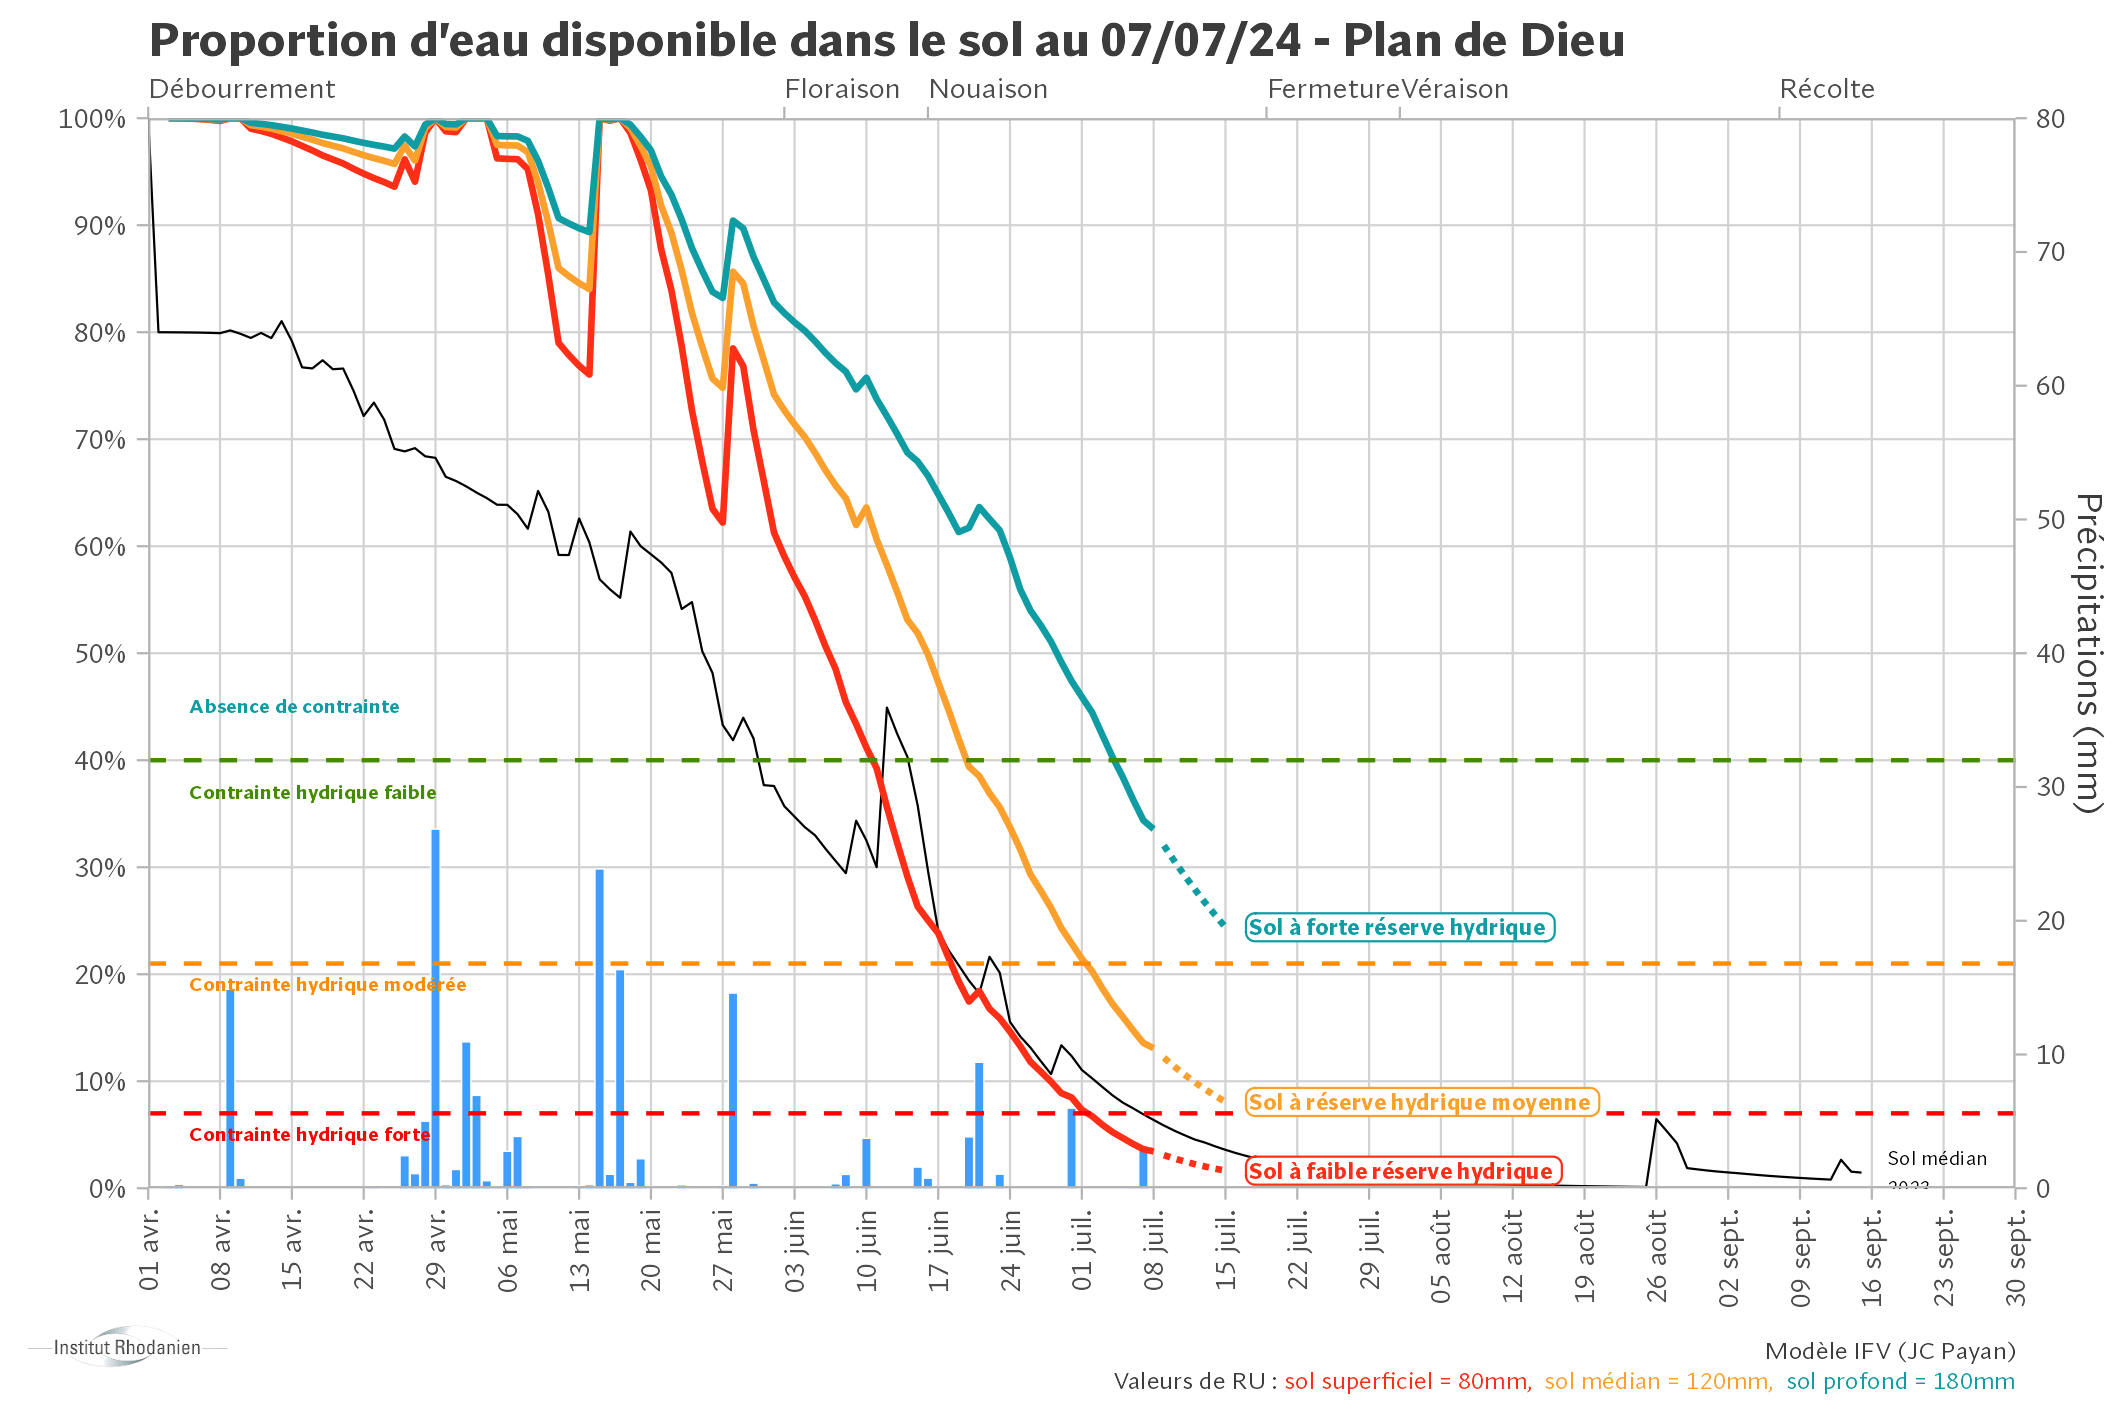 Proportion d'eau disponible dans le sol au 07/07/24 - Plan de Dieu
Débourrement Floraison Nouaison Fermeture Véraison Récolte
100%
90%
80%
70%
60%
50%
40%
30%
20%
10%
0%
80
70
60
50
40
30
20
10
0
Précipitations (mm)
Absence de contrainte
Contrainte hydrique faible
Contrainte hydrique modérée
Contrainte hydrique forte
Sol à forte réserve hydrique
Sol à réserve hydrique moyenne
Sol à faible réserve hydrique
Sol médian
2023
01 avr.
08 avr.
15 avr.
22 avr.
29 avr.
06 mai
13 mai
20 mai
27 mai
03 juin
10 juin
17 juin
24 juin
01 juil.
08 juil.
15 juil.
22 juil.
29 juil.
05 août
12 août
19 août
26 août
02 sept.
09 sept.
16 sept.
23 sept.
30 sept.
Institut Rhodanien
Modèle IFV (JC Payan)
Valeurs de RU : sol superficiel = 80mm, sol médian = 120mm, sol profond = 180mm